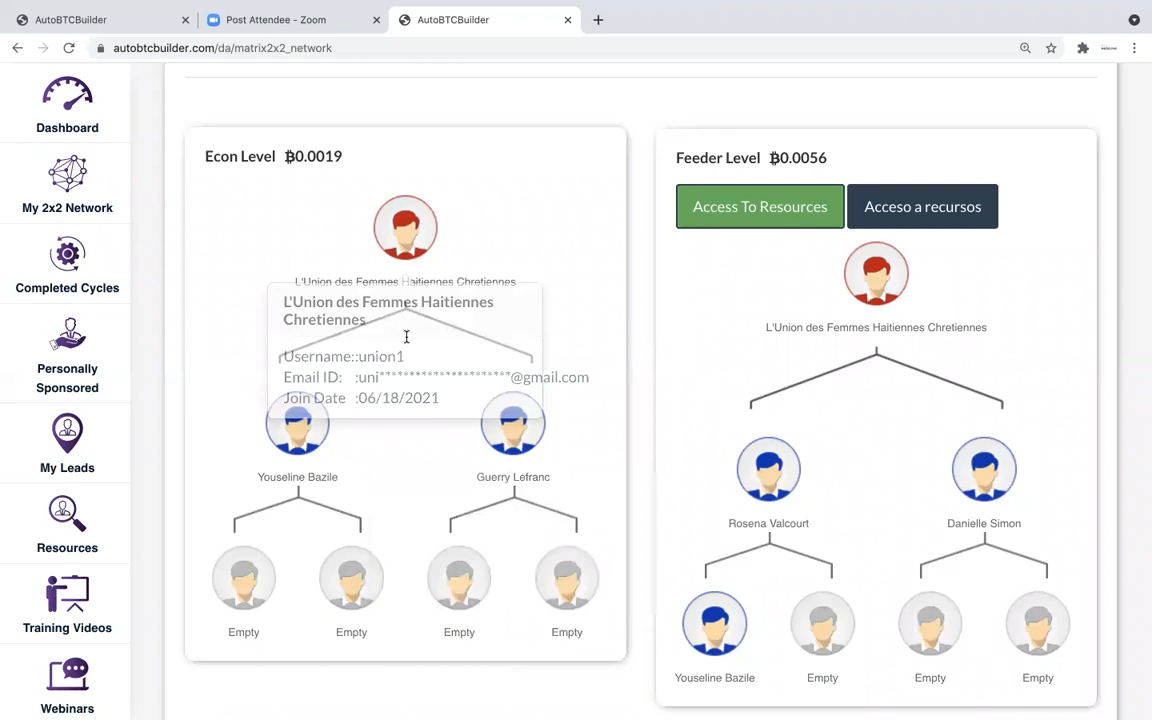 AutoBTCBuilder
Post Attendee - Zoom
AutoBTCBuilder
autobtcbuilder.com/da/matrix2x2_network
Dashboard
My 2x2 Network
Completed Cycles
Personally
Sponsored
My Leads
Resources
Training Videos
Webinars
Econ Level ₿0.0019
L'Union des Femmes Haitiennes Chretiennes
L'Union des Femmes Haitiennes
Chretiennes
Username::union1
Email ID: :uni**********************@gmail.com
Join Date :06/18/2021
Youseline Bazile
Guerry Lefranc
Empty
Empty
Empty
Empty
Feeder Level ₿0.0056
Access To Resources
Acceso a recursos
L'Union des Femmes Haitiennes Chretiennes
Rosena Valcourt
Danielle Simon
Youseline Bazile
Empty
Empty
Empty